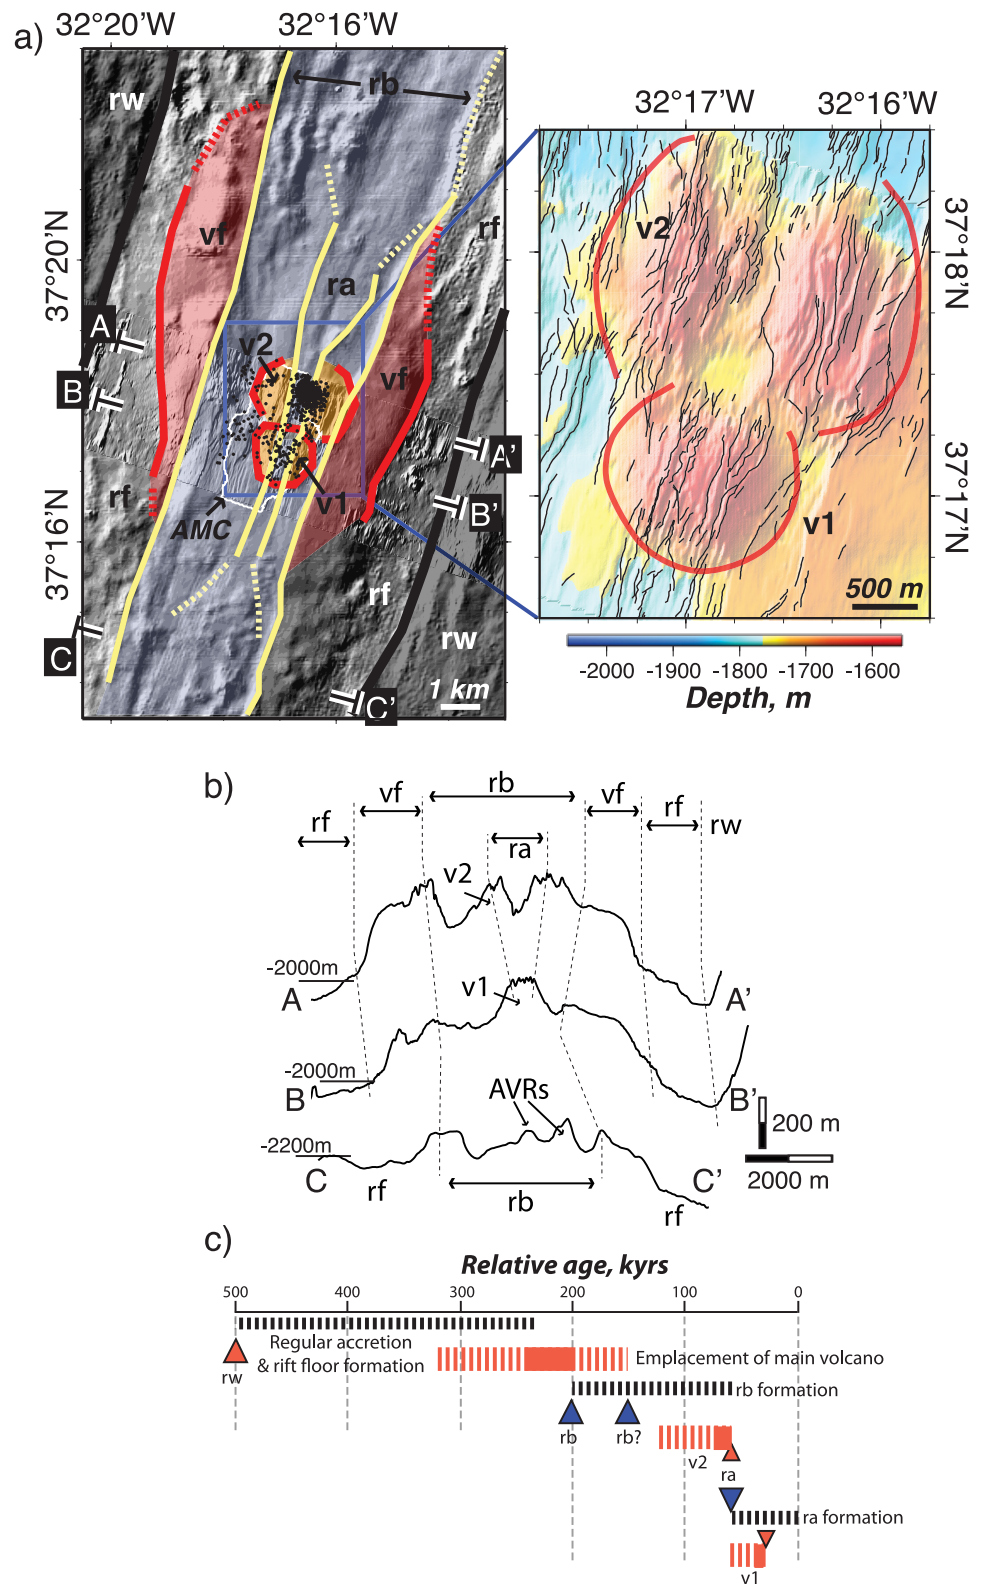 a)
32°20'W 32°16'W
rw
rb
vf
rf
37°20'N
ra
A
v2
B
vf
A'
rf
v1
B'
AMC
37°16'N
rf
rw
C
1 km
C'
32°17'W 32°16'W
v2
37°18'N
v1
37°17'N
500 m
-2000 -1900 -1800 -1700 -1600
Depth, m
b)
rf vf rb vf rf rw
ra
v2
-2000m
A A'
v1
-2000m
B B'
AVRs
200 m
-2200m
2000 m
C C'
rf rb rf
c)
Relative age, kyrs
500 400 300 200 100 0
Regular accretion
& rift floor formation
rw
Emplacement of main volcano
rb formation
rb rb?
v2 ra
ra formation
v1